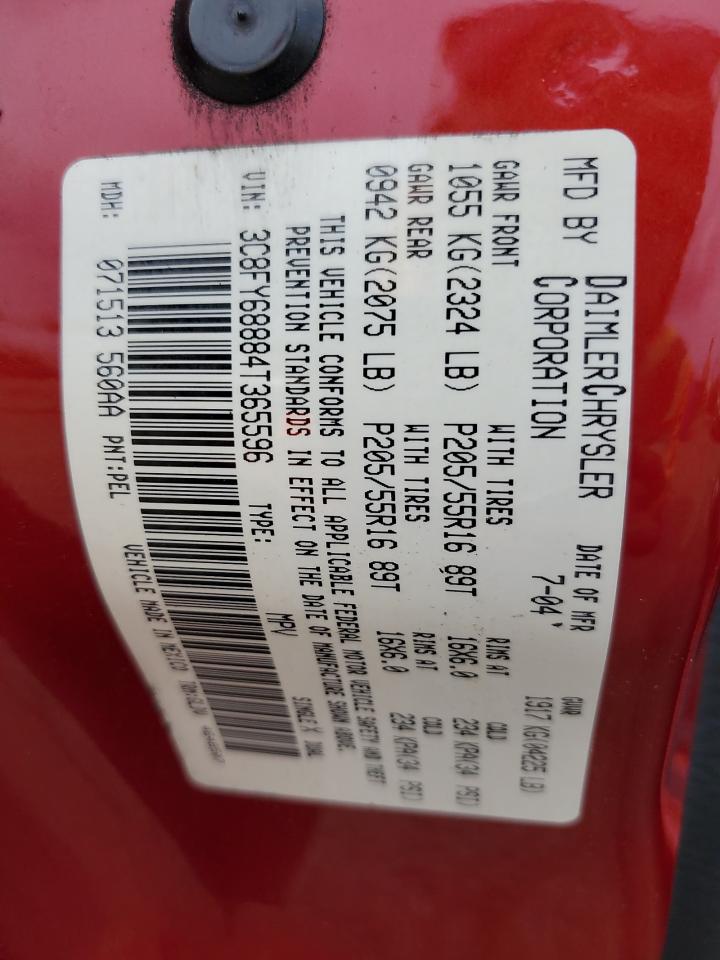 MFD BY DAIMLERCHRYSLER CORPORATION
DATE OF MFR 7-04
GVWR 1917 KG(04225 LB)
GAWR FRONT WITH TIRES RIMS AT COLD
1055 KG(2324 LB) P205/55R16 89T 16X6.0 234 KPA(34 PSI)
GAWR REAR WITH TIRES RIMS AT COLD
0942 KG(2075 LB) P205/55R16 89T 16X6.0 234 KPA(34 PSI)
THIS VEHICLE CONFORMS TO ALL APPLICABLE FEDERAL MOTOR VEHICLE SAFETY AND THEFT
PREVENTION STANDARDS IN EFFECT ON THE DATE OF MANUFACTURE SHOWN ABOVE.
VIN: 3C8FY68884T365596 TYPE: MPV SINGLE X DUAL
MDH: 071513 560AA PNT:PEL VEHICLE MADE IN MEXICO